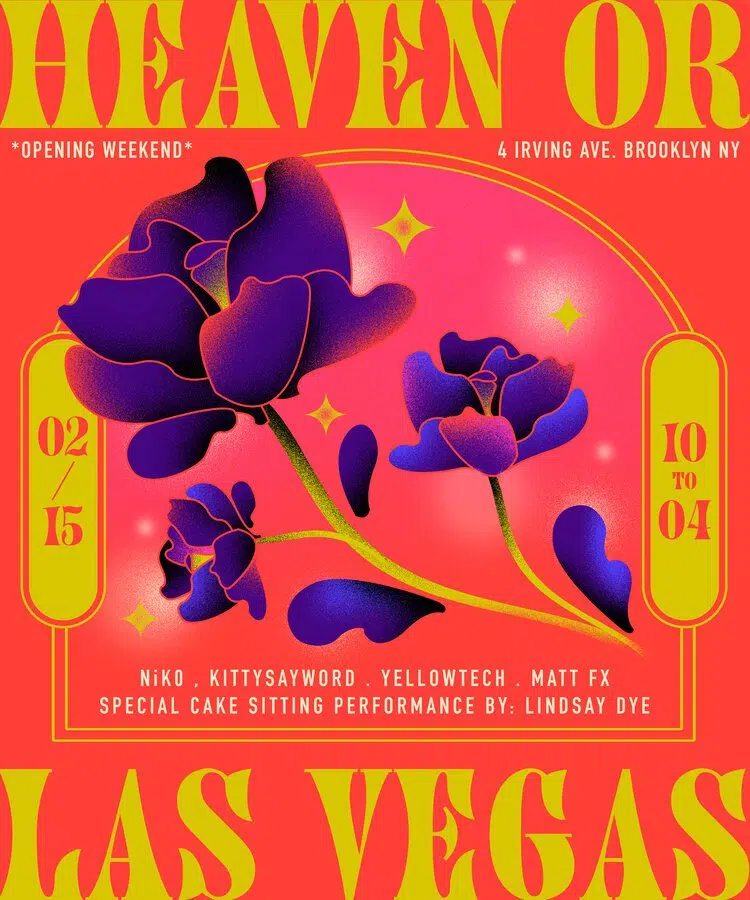 HEAVEN OR
*OPENING WEEKEND*
4 IRVING AVE. BROOKLYN NY
02
/
15
10
TO
04
NiKO , KITTYSAYWORD . YELLOWTECH . MATT FX
SPECIAL CAKE SITTING PERFORMANCE BY: LINDSAY DYE
LAS VEGAS